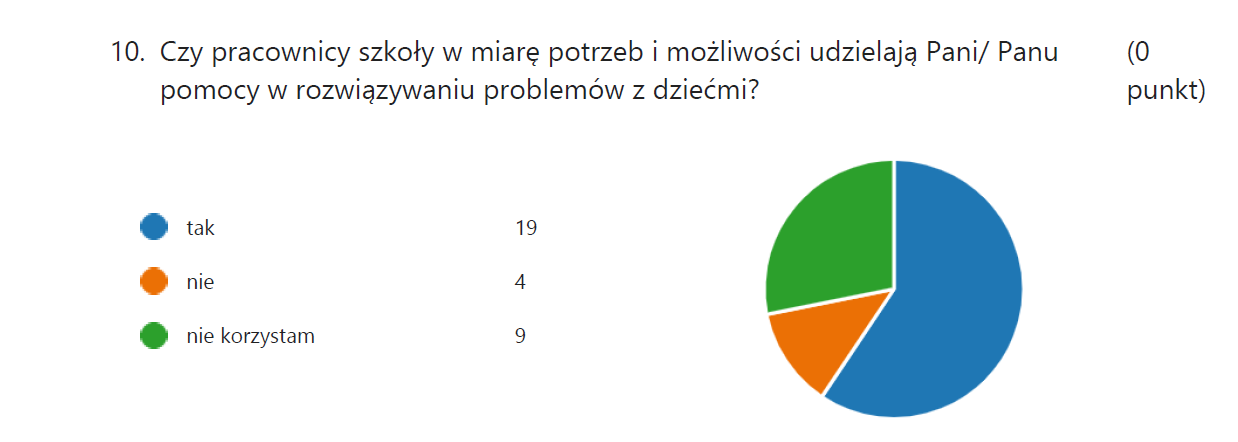 10. Czy pracownicy szkoły w miarę potrzeb i możliwości udzielają Pani/ Panu (0
pomocy w rozwiązywaniu problemów z dziećmi? punkt)
tak 19
nie 4
nie korzystam 9